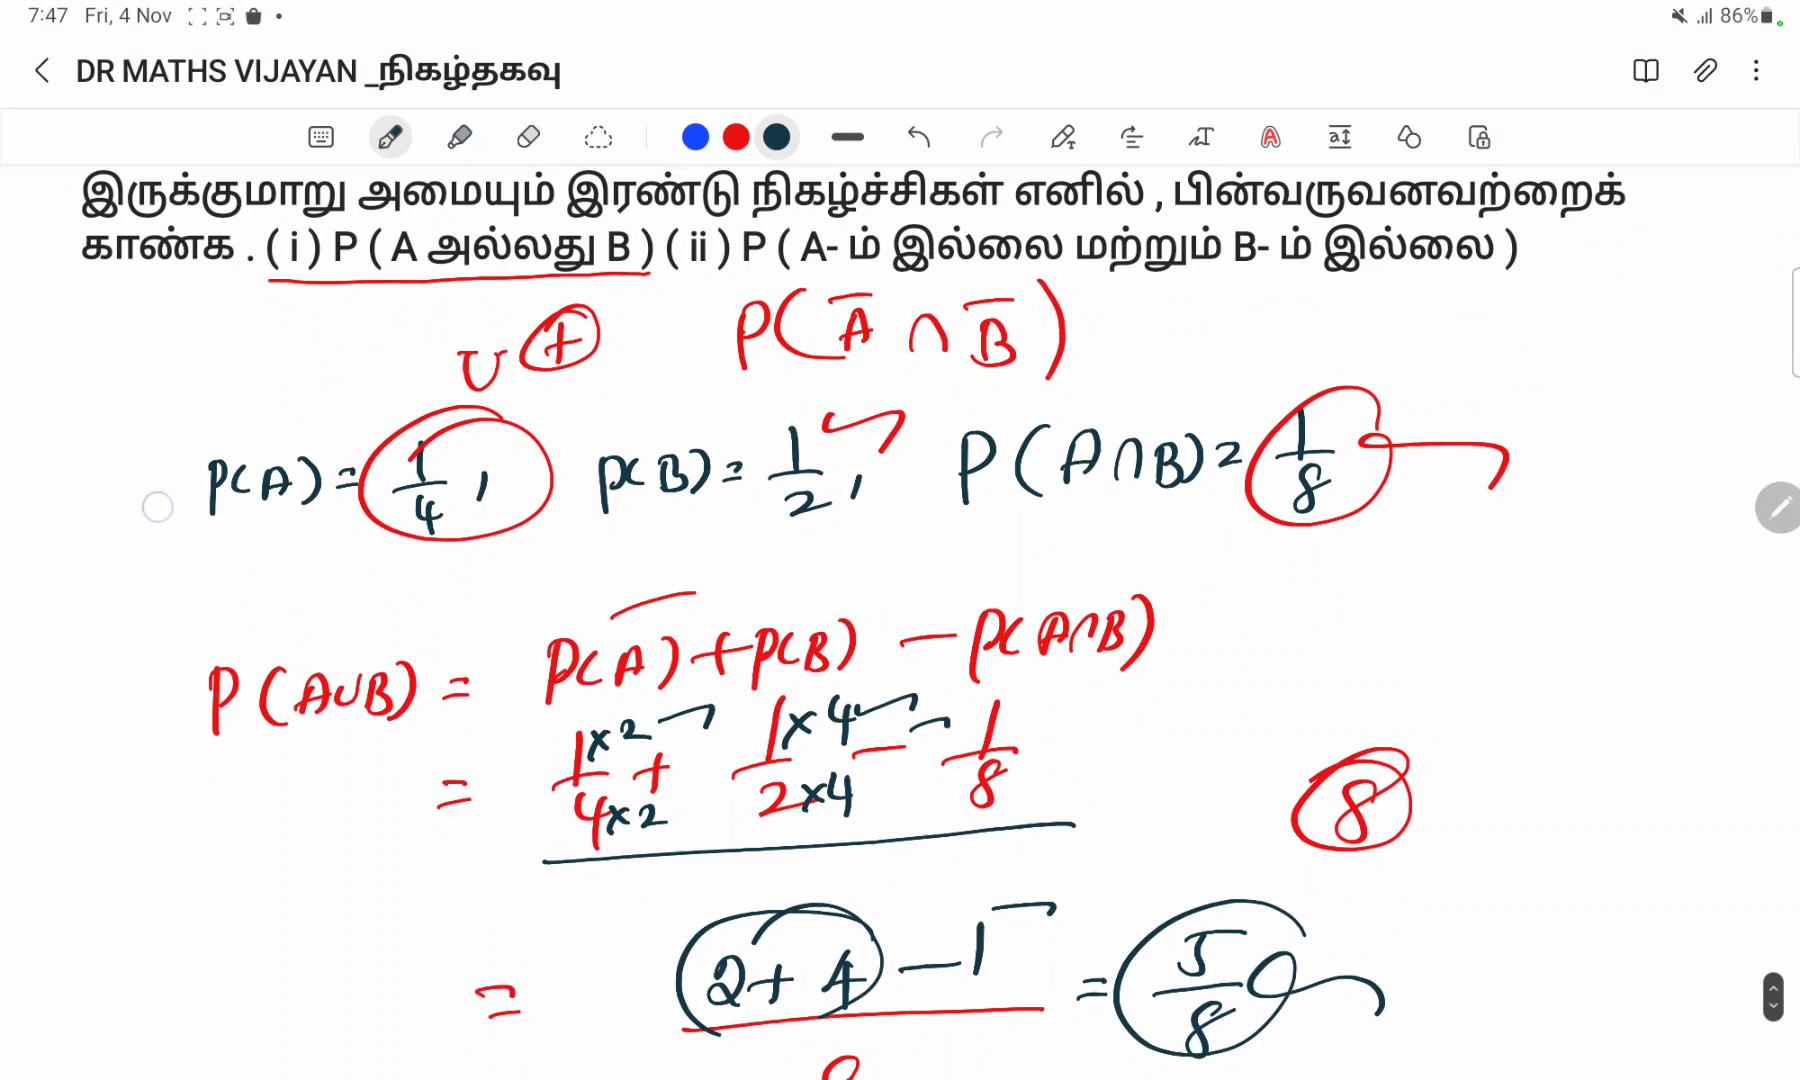 7:47 Fri, 4 Nov 86%
DR MATHS VIJAYAN _நிகழ்தகவு
இருக்குமாறு அமையும் இரண்டு நிகழ்ச்சிகள் எனில் , பின்வருவனவற்றைக்
காண்க . ( i ) P ( A அல்லது B ) ( ii ) P ( A- ம் இல்லை மற்றும் B- ம் இல்லை )
∪ + P(A̅ ∩ B̅)
P(A) = 1/4, P(B) = 1/2, P(A∩B) = 1/8
P(A∪B) = P(A) + P(B) – P(A∩B)
= 1×2/4×2 + 1×4/2×4 – 1/8 8
= 2+4–1/8 = 5/8